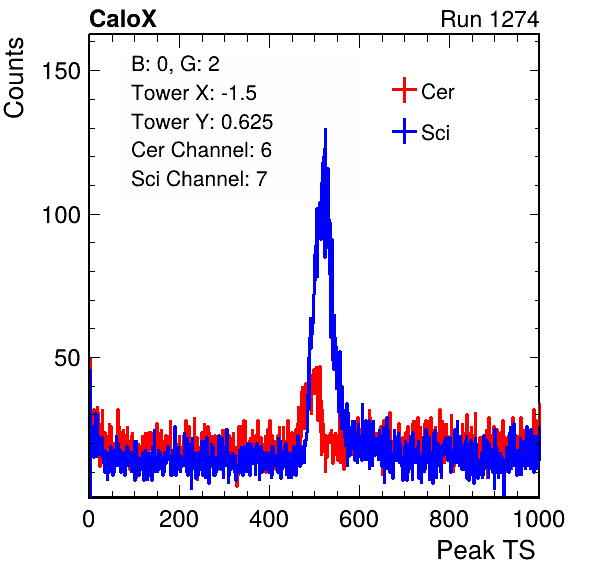 CaloX Run 1274
Counts
150
100
50
B: 0, G: 2
Tower X: -1.5
Tower Y: 0.625
Cer Channel: 6
Sci Channel: 7
Cer
Sci
0 200 400 600 800 1000
Peak TS